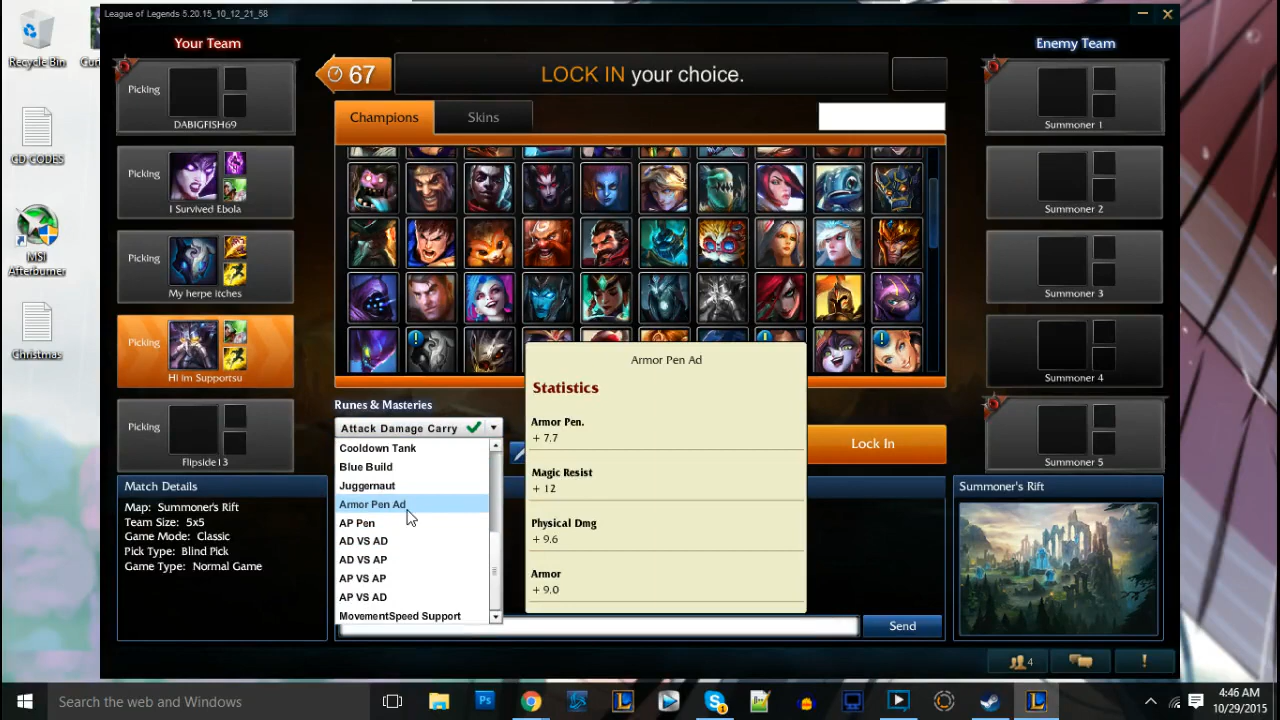 League of Legends 5.20.15_10_12_21_58
Recycle Bin
CD CODES
MSI
Afterburner
Christmas
Your Team
67
LOCK IN your choice.
Enemy Team
Picking
DABIGFISH69
Picking
I Survived Ebola
Picking
My herpe itches
Picking
Hi Im Supportsu
Picking
Flipside13
Champions
Skins
Summoner 1
Summoner 2
Summoner 3
Summoner 4
Summoner 5
Runes & Masteries
Attack Damage Carry
Cooldown Tank
Blue Build
Juggernaut
Armor Pen Ad
AP Pen
AD VS AD
AD VS AP
AP VS AP
AP VS AD
MovementSpeed Support
Armor Pen Ad
Statistics
Armor Pen.
+ 7.7
Magic Resist
+ 12
Physical Dmg
+ 9.6
Armor
+ 9.0
Lock In
Send
Match Details
Map: Summoner's Rift
Team Size: 5x5
Game Mode: Classic
Pick Type: Blind Pick
Game Type: Normal Game
Summoner's Rift
4
Search the web and Windows
4:46 AM
10/29/2015